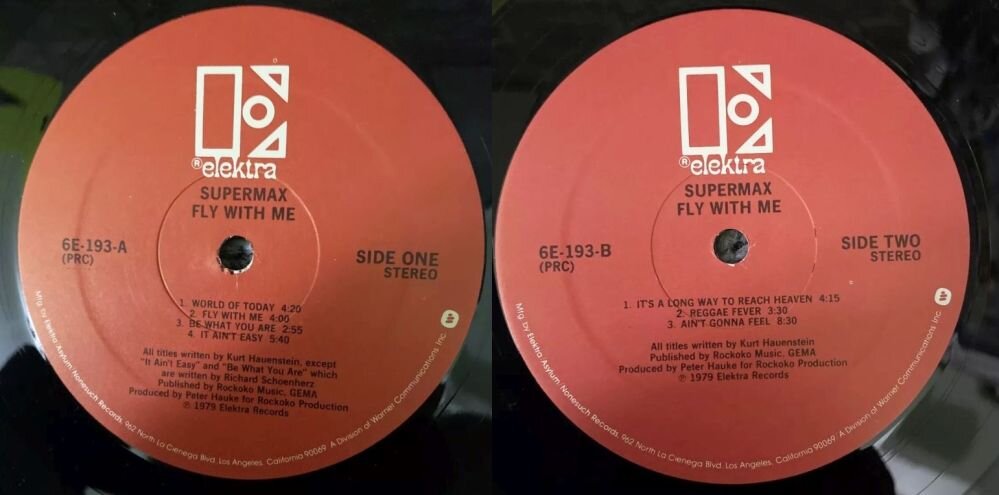 ® elektra
SUPERMAX
FLY WITH ME
6E-193-A
(PRC)
SIDE ONE
STEREO
1. WORLD OF TODAY 4:20
2. FLY WITH ME 4:00
3. BE WHAT YOU ARE 2:55
4. IT AIN'T EASY 5:40
All titles written by Kurt Hauenstein, except
"It Ain't Easy" and "Be What You Are" which
are written by Richard Schoenherz
Published by Rockoko Music, GEMA
Produced by Peter Hauke for Rockoko Production
℗ 1979 Elektra Records
Mfg. by Elektra/Asylum/Nonesuch Records, 962 North La Cienega Blvd. Los Angeles, California 90069. A Division of Warner Communications Inc.
® elektra
SUPERMAX
FLY WITH ME
6E-193-B
(PRC)
SIDE TWO
STEREO
1. IT'S A LONG WAY TO REACH HEAVEN 4:15
2. REGGAE FEVER 3:30
3. AIN'T GONNA FEEL 8:30
All titles written by Kurt Hauenstein
Published by Rockoko Music, GEMA
Produced by Peter Hauke for Rockoko Production
℗ 1979 Elektra Records
Mfg. by Elektra/Asylum/Nonesuch Records, 962 North La Cienega Blvd. Los Angeles, California 90069. A Division of Warner Communications Inc.